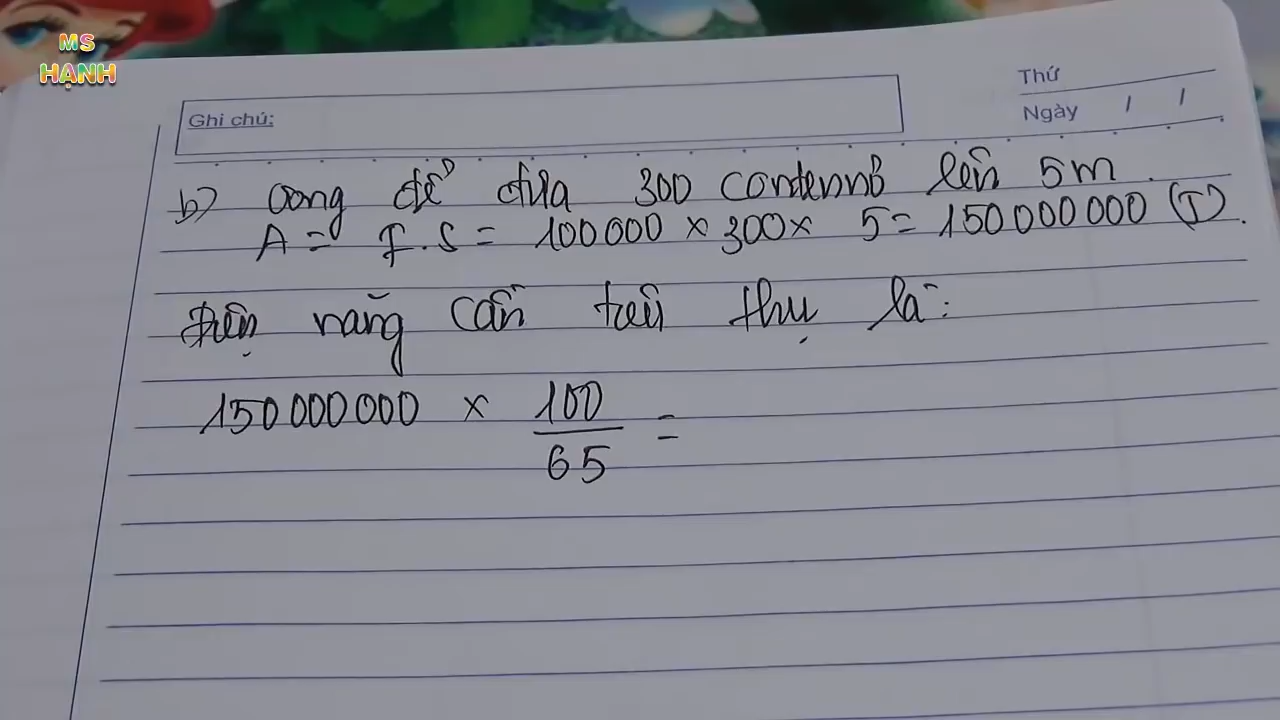 MS
HẠNH
Ghi chú:
Thứ
Ngày / /
b) Công để đưa 300 contennơ lên 5m.
A = F.S = 100000 × 300 × 5 = 150000000 (J).
Điện năng cần tiêu thụ là:
150000000 × 100/65 =